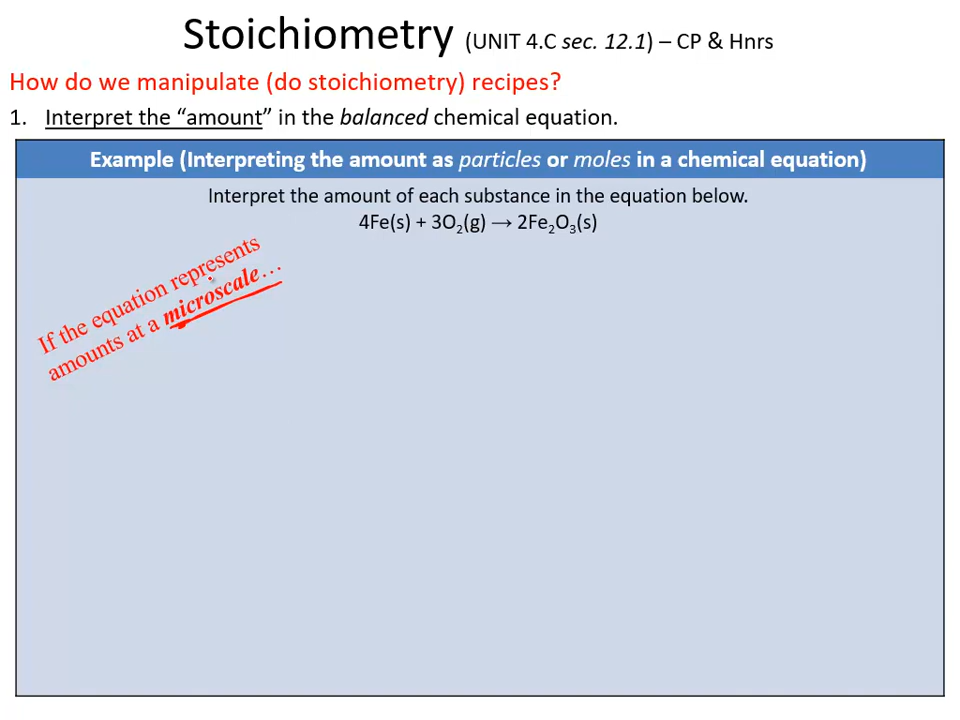 Stoichiometry (UNIT 4.C sec. 12.1) – CP & Hnrs
How do we manipulate (do stoichiometry) recipes?
1. Interpret the “amount” in the balanced chemical equation.
Example (Interpreting the amount as particles or moles in a chemical equation)
Interpret the amount of each substance in the equation below.
4Fe(s) + 3O₂(g) → 2Fe₂O₃(s)
If the equation represents
amounts at a microscale…